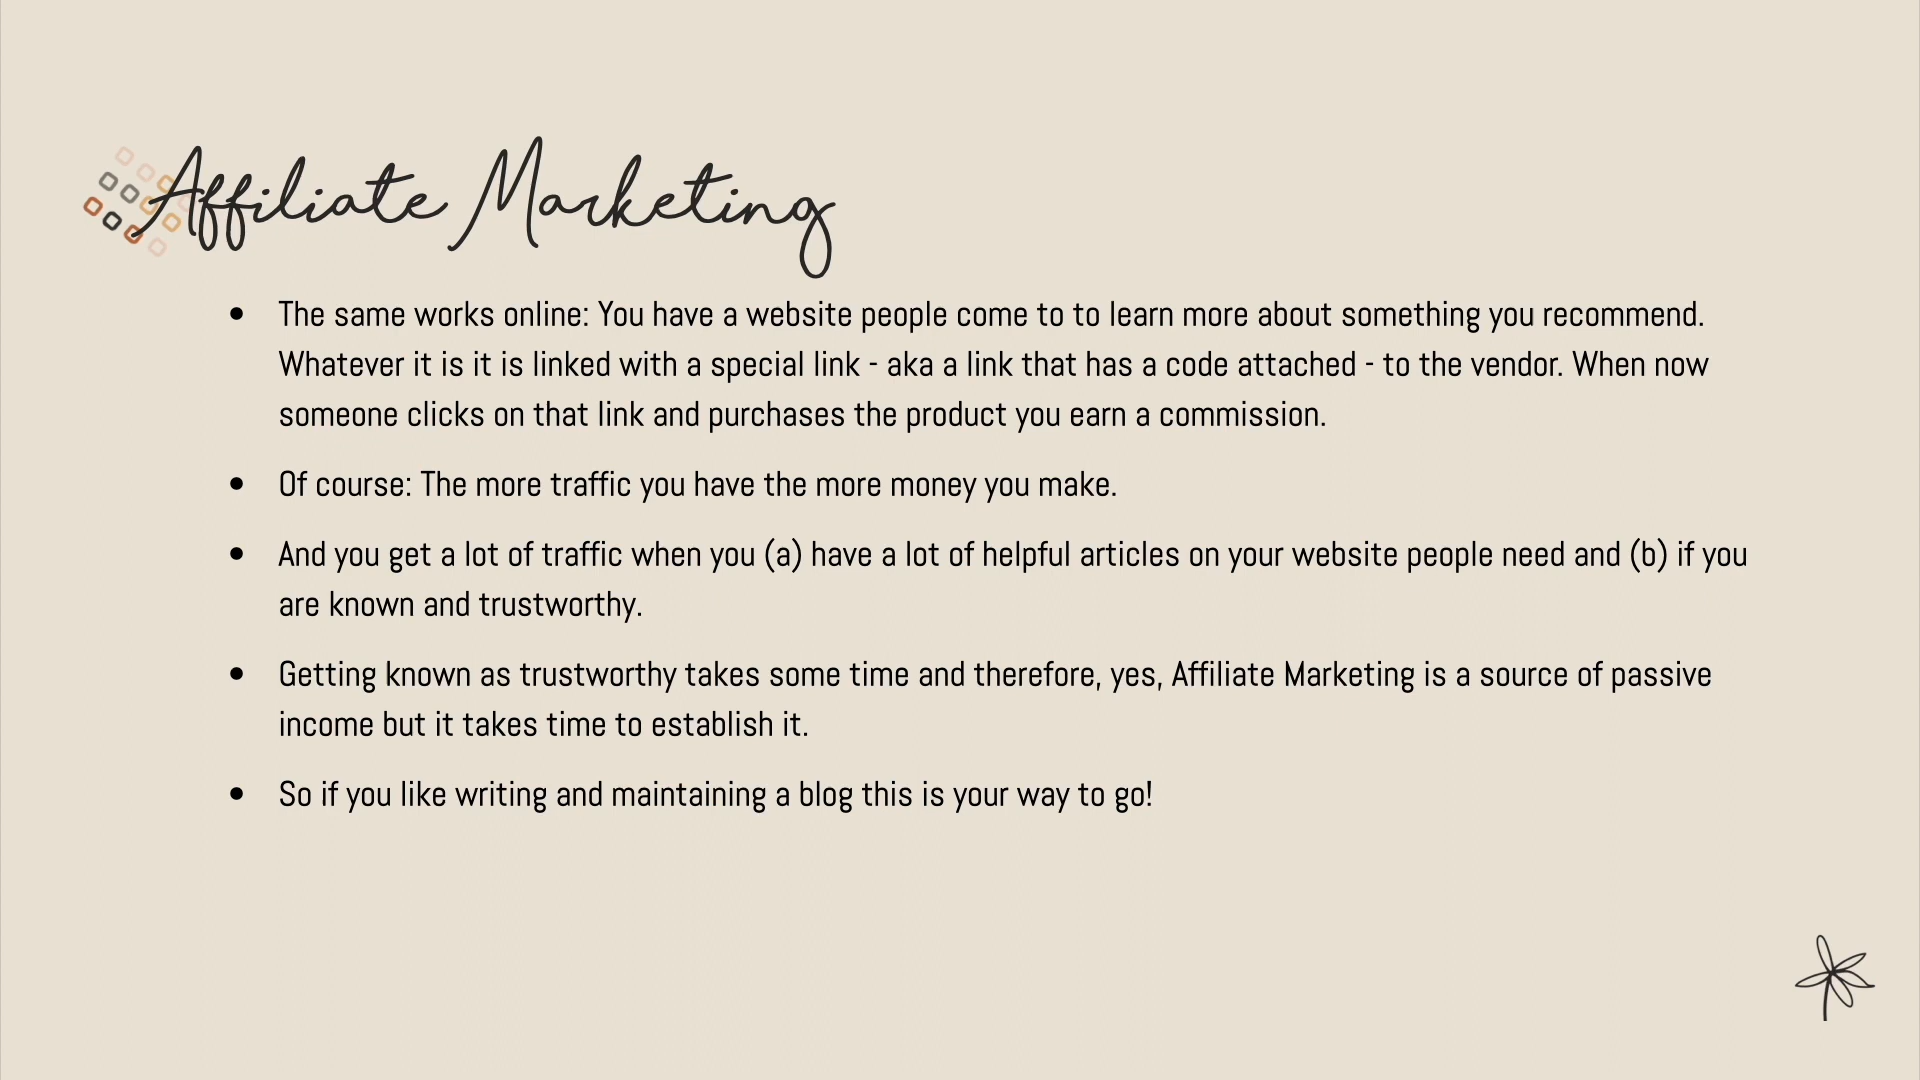 Affiliate Marketing
• The same works online: You have a website people come to to learn more about something you recommend.
Whatever it is it is linked with a special link - aka a link that has a code attached - to the vendor. When now
someone clicks on that link and purchases the product you earn a commission.
• Of course: The more traffic you have the more money you make.
• And you get a lot of traffic when you (a) have a lot of helpful articles on your website people need and (b) if you
are known and trustworthy.
• Getting known as trustworthy takes some time and therefore, yes, Affiliate Marketing is a source of passive
income but it takes time to establish it.
• So if you like writing and maintaining a blog this is your way to go!